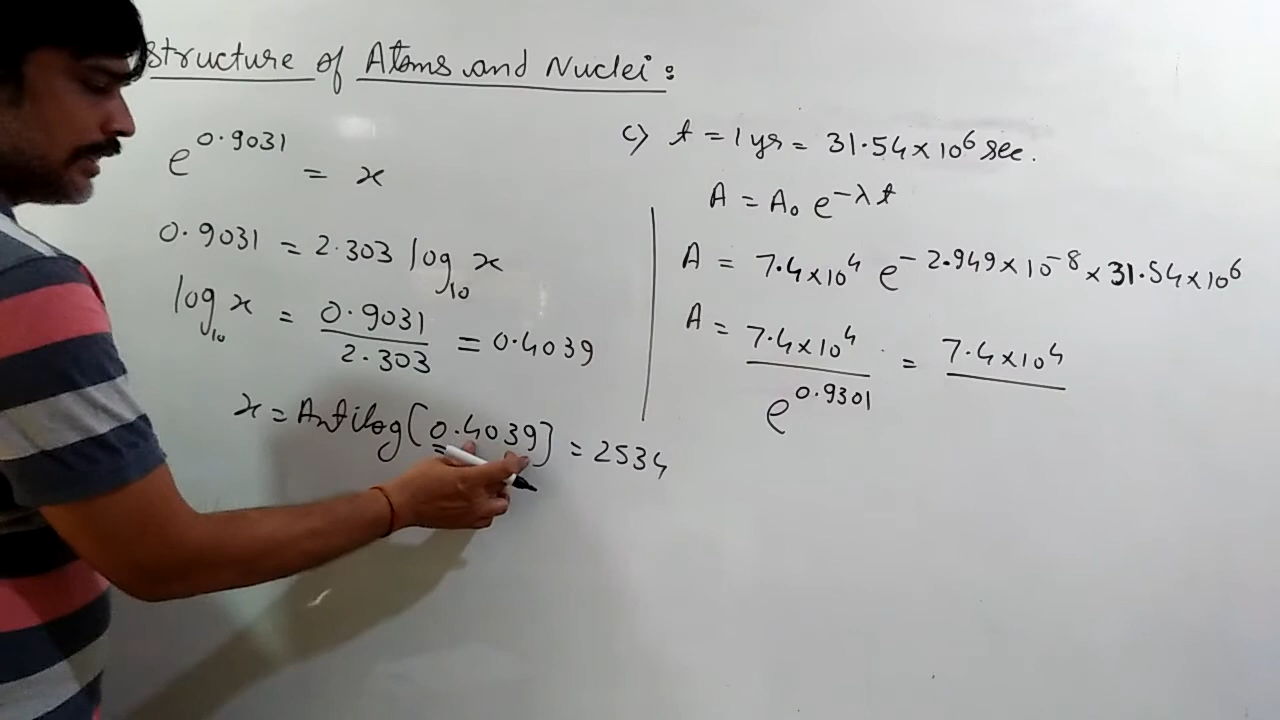 Structure of Atoms and Nuclei :
e^0.9031 = x
0.9031 = 2.303 log₁₀ x
log₁₀ x = 0.9031 / 2.303 = 0.4039
x = Antilog [0.4039] = 2534
c) t = 1 yr = 31.54 × 10⁶ sec.
A = A₀ e^-λt
A = 7.4×10⁴ e^-2.949×10⁻⁸×31.54×10⁶
A = 7.4×10⁴ / e^0.9301 = 7.4×10⁴